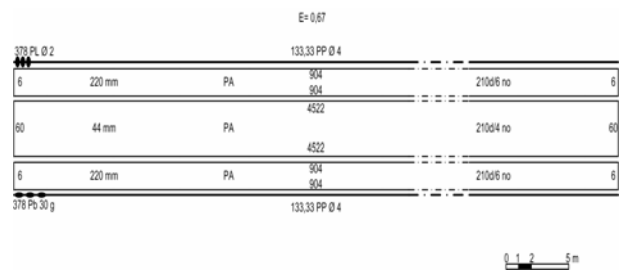 E= 0,67
378 PL Ø 2 133,33 PP Ø 4
904
6 220 mm PA 210d/6 no 6
904
4522
60 44 mm PA 210d/4 no 60
4522
904
6 220 mm PA 210d/6 no 6
904
378 Pb 30 g 133,33 PP Ø 4
0 1 2 5 m